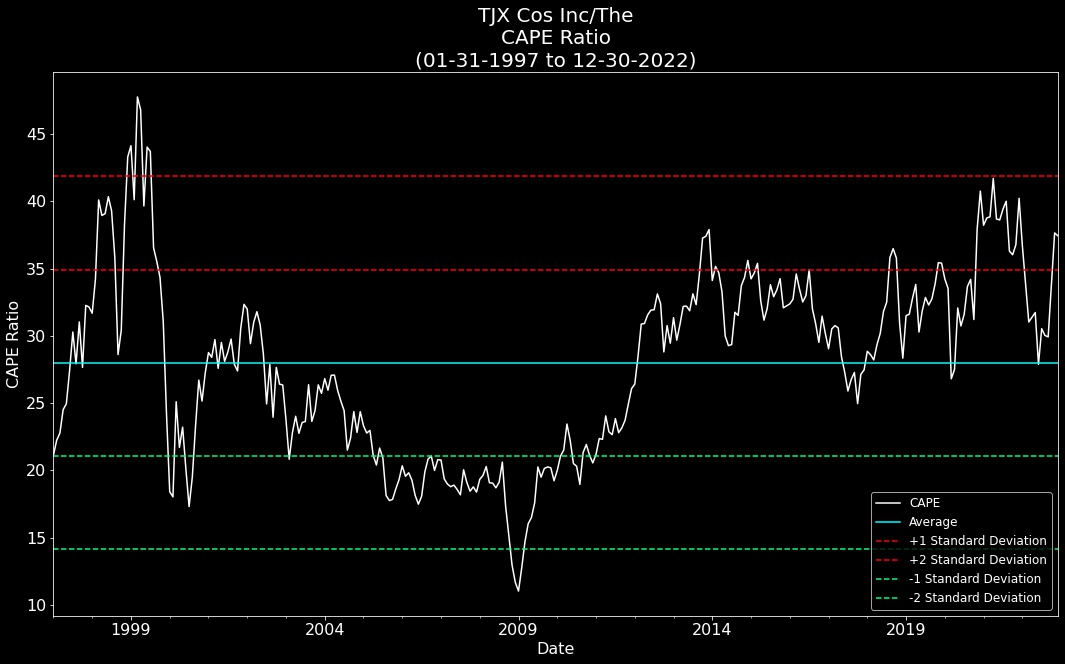 TJX Cos Inc/The
CAPE Ratio
(01-31-1997 to 12-30-2022)
CAPE Ratio
45
40
35
30
25
20
15
10
CAPE
Average
+1 Standard Deviation
+2 Standard Deviation
-1 Standard Deviation
-2 Standard Deviation
1999 2004 2009 2014 2019
Date